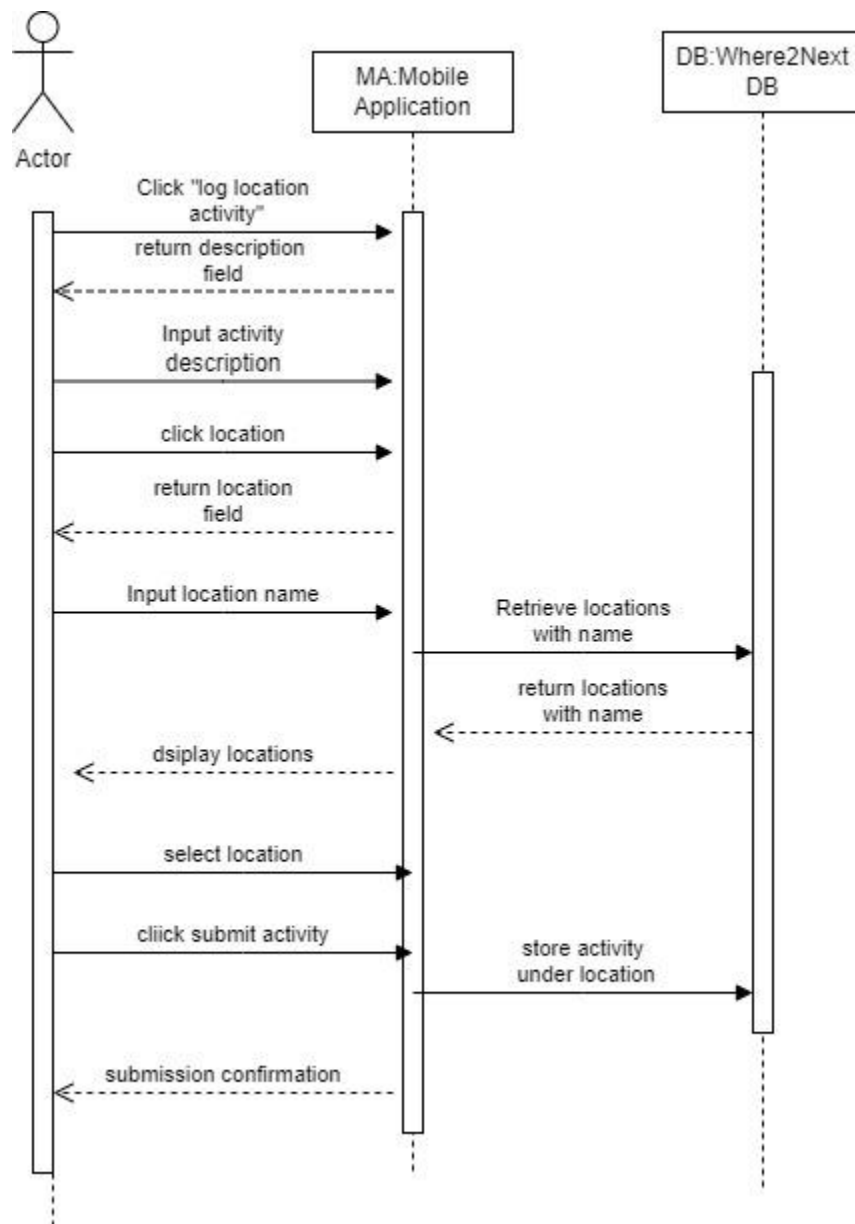 MA:Mobile
Application
DB:Where2Next
DB
Actor
Click "log location
activity"
return description
field
Input activity
description
click location
return location
field
Input location name
Retrieve locations
with name
return locations
with name
dsiplay locations
select location
cliick submit activity
store activity
under location
submission confirmation